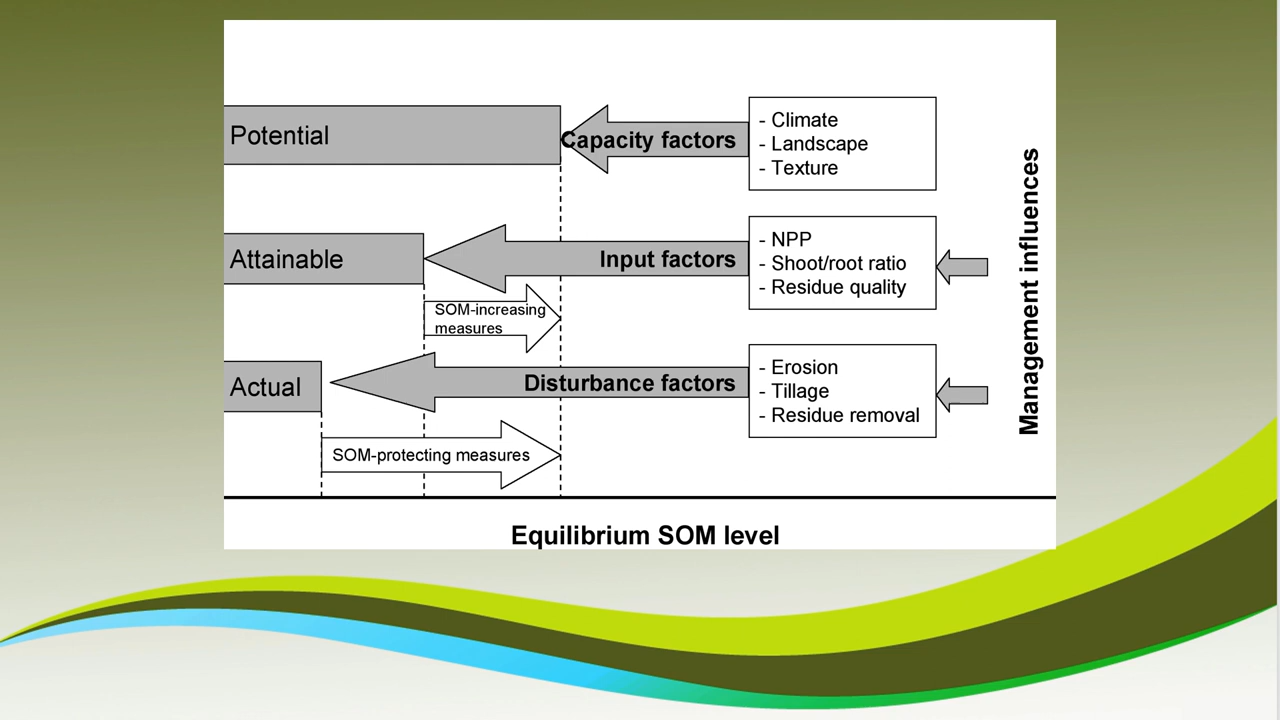 Potential
Capacity factors
- Climate
- Landscape
- Texture
Attainable
Input factors
- NPP
- Shoot/root ratio
- Residue quality
SOM-increasing
measures
Actual
Disturbance factors
- Erosion
- Tillage
- Residue removal
SOM-protecting measures
Management influences
Equilibrium SOM level